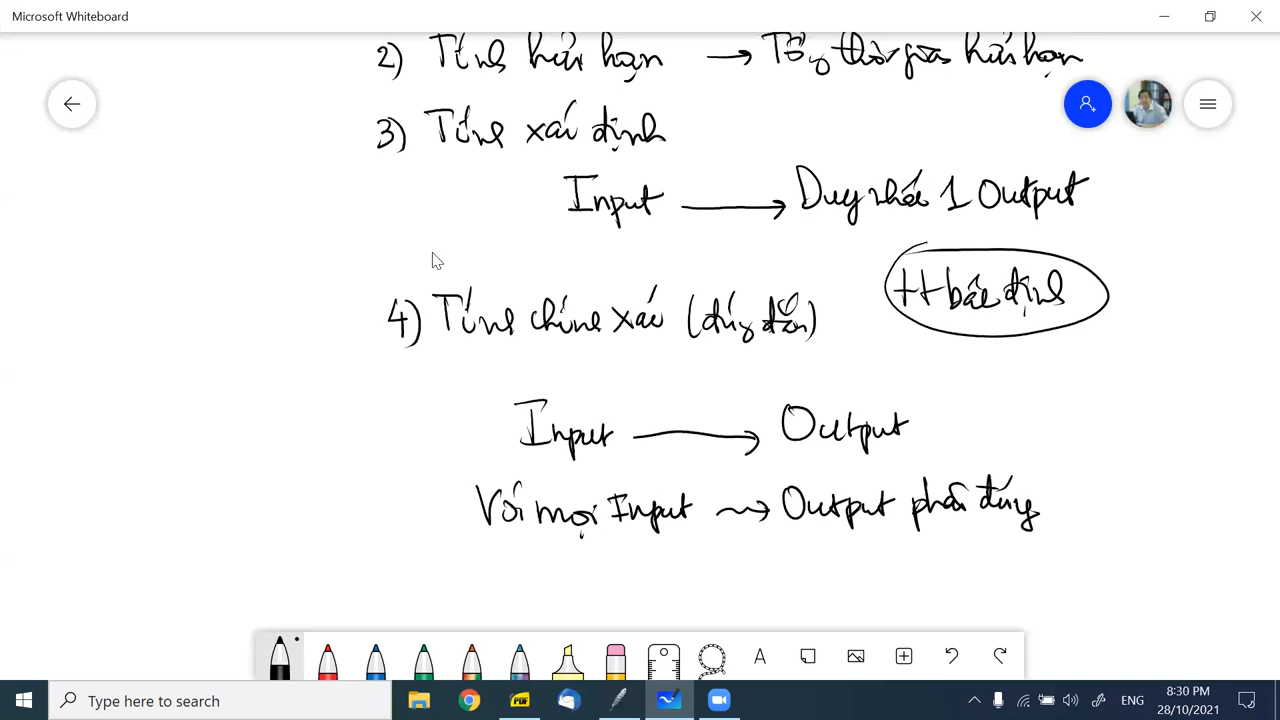 Microsoft Whiteboard
2) Tính hữu hạn → Tổng thời gian hữu hạn
3) Tính xác định
Input → Duy nhất 1 Output
TT bất định
4) Tính chính xác (đúng đắn)
Input → Output
Với mọi Input ⇝ Output phải đúng
A
Type here to search
PDF
ENG
8:30 PM
28/10/2021